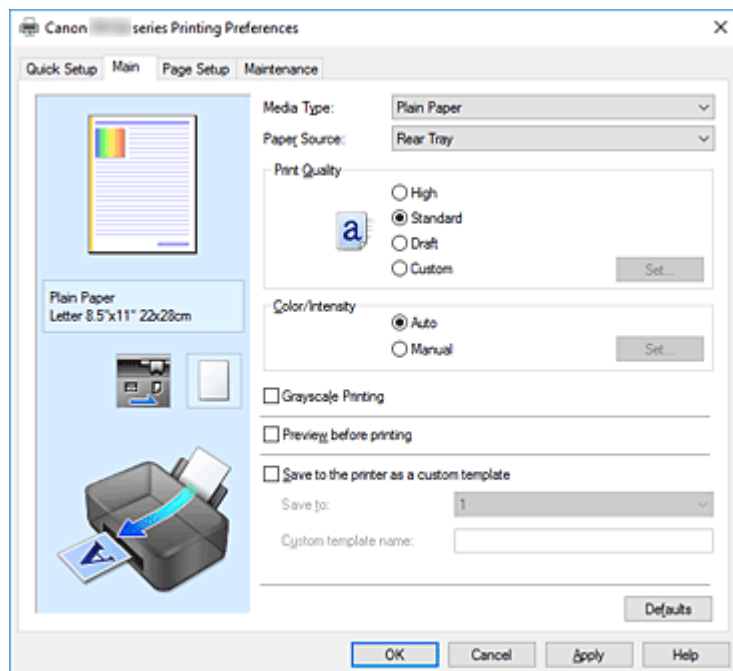 Canon series Printing Preferences
Quick Setup Main Page Setup Maintenance
Media Type: Plain Paper
Paper Source: Rear Tray
Print Quality
High
Standard
Draft
Custom Set...
Plain Paper
Letter 8.5"x11" 22x28cm
Color/Intensity
Auto
Manual Set...
Grayscale Printing
Preview before printing
Save to the printer as a custom template
Save to: 1
Custom template name:
Defaults
OK Cancel Apply Help